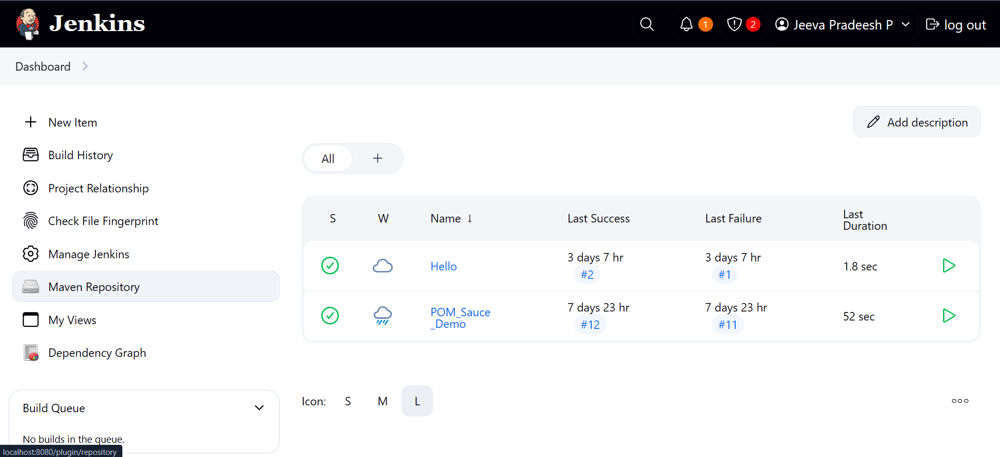 Jenkins
1
2
Jeeva Pradeesh P
log out
Dashboard
New Item
Build History
Project Relationship
Check File Fingerprint
Manage Jenkins
Maven Repository
My Views
Dependency Graph
Build Queue
No builds in the queue.
localhost:8080/plugin/repository
Add description
All +
S W Name ↓ Last Success Last Failure Last
Duration
Hello 3 days 7 hr 3 days 7 hr 1.8 sec
#2 #1
POM_Sauce 7 days 23 hr 7 days 23 hr 52 sec
_Demo #12 #11
Icon: S M L